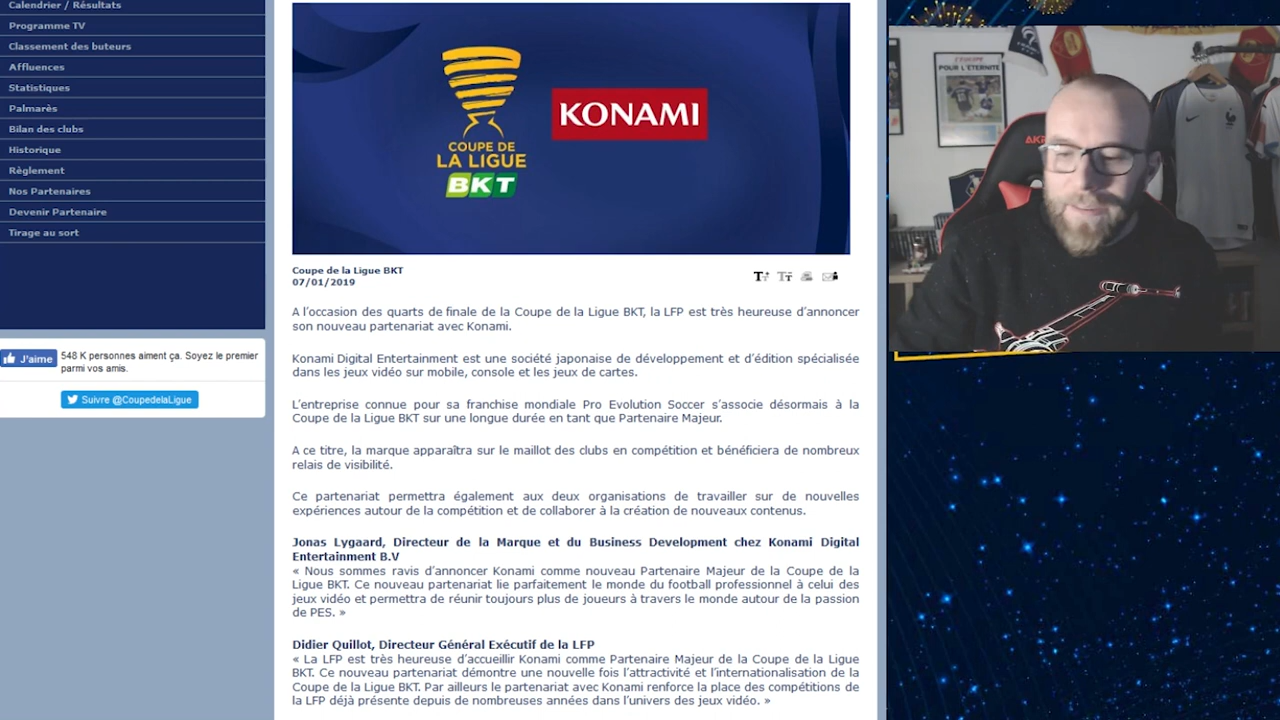 Calendrier / Résultats
Programme TV
Classement des buteurs
Affluences
Statistiques
Palmarès
Bilan des clubs
Historique
Règlement
Nos Partenaires
Devenir Partenaire
Tirage au sort
J'aime
548 K personnes aiment ça. Soyez le premier
parmi vos amis.
Suivre @CoupedelaLigue
COUPE DE
LA LIGUE
BKT
KONAMI
Coupe de la Ligue BKT
07/01/2019
A l'occasion des quarts de finale de la Coupe de la Ligue BKT, la LFP est très heureuse d'annoncer
son nouveau partenariat avec Konami.
Konami Digital Entertainment est une société japonaise de développement et d'édition spécialisée
dans les jeux vidéo sur mobile, console et les jeux de cartes.
L'entreprise connue pour sa franchise mondiale Pro Evolution Soccer s'associe désormais à la
Coupe de la Ligue BKT sur une longue durée en tant que Partenaire Majeur.
A ce titre, la marque apparaîtra sur le maillot des clubs en compétition et bénéficiera de nombreux
relais de visibilité.
Ce partenariat permettra également aux deux organisations de travailler sur de nouvelles
expériences autour de la compétition et de collaborer à la création de nouveaux contenus.
Jonas Lygaard, Directeur de la Marque et du Business Development chez Konami Digital
Entertainment B.V
« Nous sommes ravis d'annoncer Konami comme nouveau Partenaire Majeur de la Coupe de la
Ligue BKT. Ce nouveau partenariat lie parfaitement le monde du football professionnel à celui des
jeux vidéo et permettra de réunir toujours plus de joueurs à travers le monde autour de la passion
de PES. »
Didier Quillot, Directeur Général Exécutif de la LFP
« La LFP est très heureuse d'accueillir Konami comme Partenaire Majeur de la Coupe de la Ligue
BKT. Ce nouveau partenariat démontre une nouvelle fois l'attractivité et l'internationalisation de la
Coupe de la Ligue BKT. Par ailleurs le partenariat avec Konami renforce la place des compétitions de
la LFP déjà présente depuis de nombreuses années dans l'univers des jeux vidéo. »
L'EQUIPE
POUR L'ÉTERNITÉ